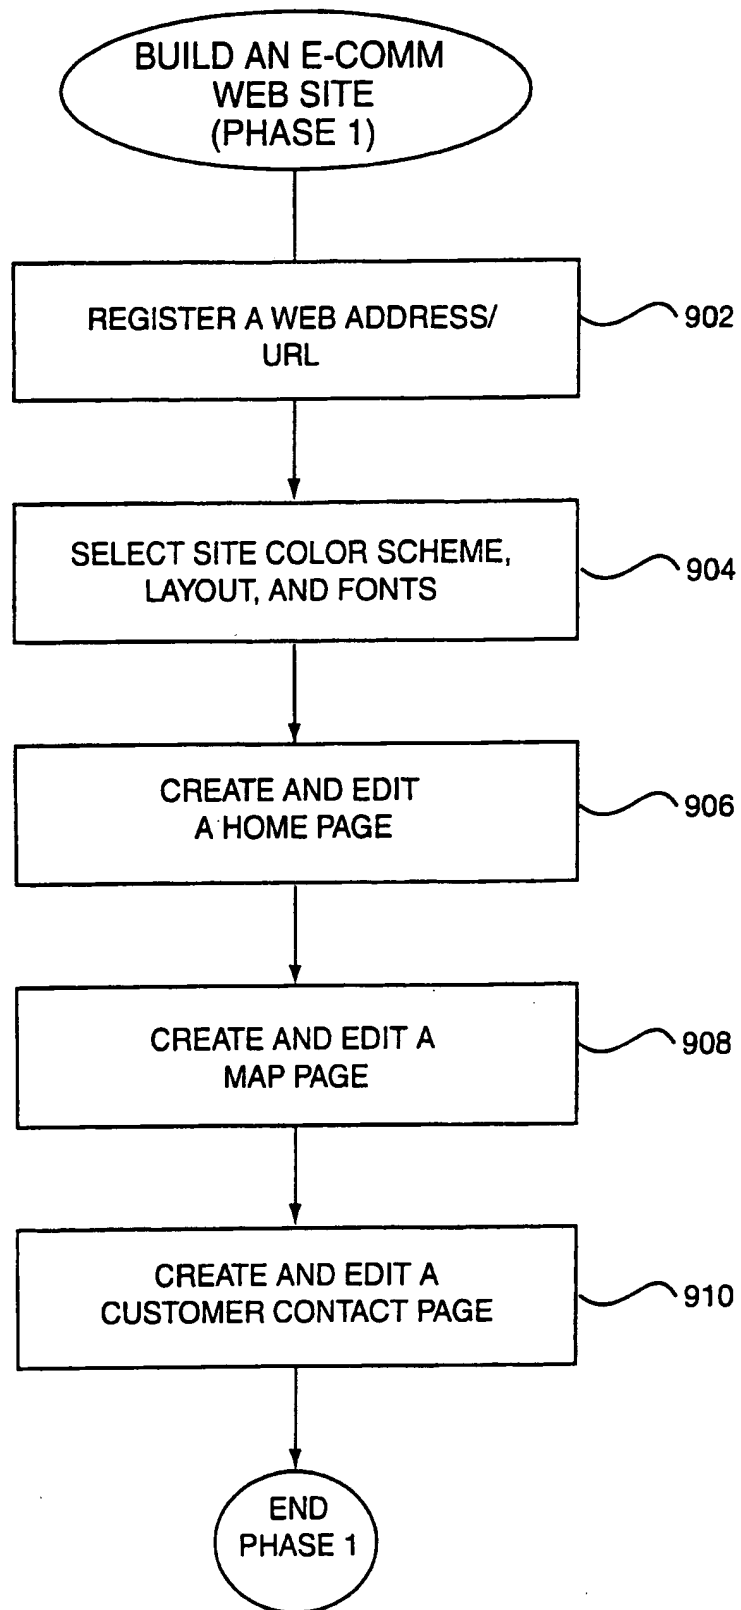 BUILD AN E-COMM
WEB SITE
(PHASE 1)
REGISTER A WEB ADDRESS/
URL
902
SELECT SITE COLOR SCHEME,
LAYOUT, AND FONTS
904
CREATE AND EDIT
A HOME PAGE
906
CREATE AND EDIT A
MAP PAGE
908
CREATE AND EDIT A
CUSTOMER CONTACT PAGE
910
END
PHASE 1